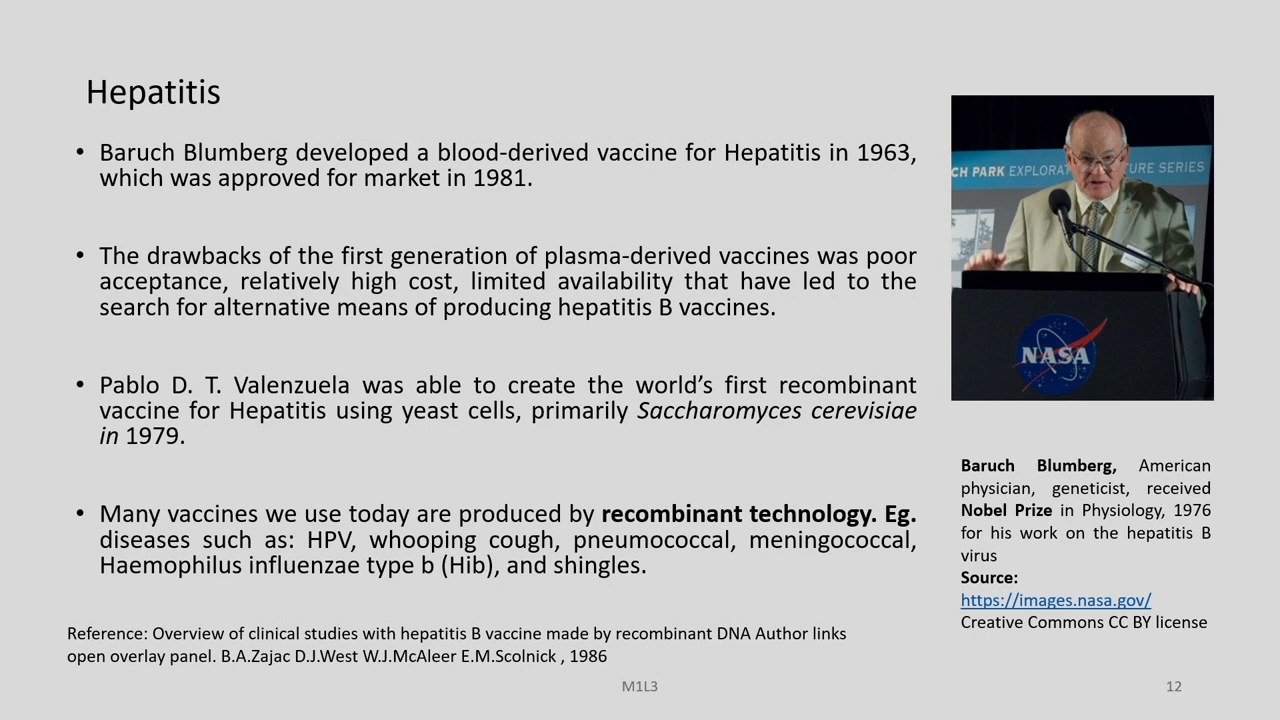 Hepatitis
• Baruch Blumberg developed a blood-derived vaccine for Hepatitis in 1963,
which was approved for market in 1981.
• The drawbacks of the first generation of plasma-derived vaccines was poor
acceptance, relatively high cost, limited availability that have led to the
search for alternative means of producing hepatitis B vaccines.
• Pablo D. T. Valenzuela was able to create the world’s first recombinant
vaccine for Hepatitis using yeast cells, primarily Saccharomyces cerevisiae
in 1979.
• Many vaccines we use today are produced by recombinant technology. Eg.
diseases such as: HPV, whooping cough, pneumococcal, meningococcal,
Haemophilus influenzae type b (Hib), and shingles.
Reference: Overview of clinical studies with hepatitis B vaccine made by recombinant DNA Author links
open overlay panel. B.A.Zajac D.J.West W.J.McAleer E.M.Scolnick , 1986
CH PARK EXPLORAT URE SERIES
NASA
Baruch Blumberg, American
physician, geneticist, received
Nobel Prize in Physiology, 1976
for his work on the hepatitis B
virus
Source:
https://images.nasa.gov/
Creative Commons CC BY license
M1L3
12